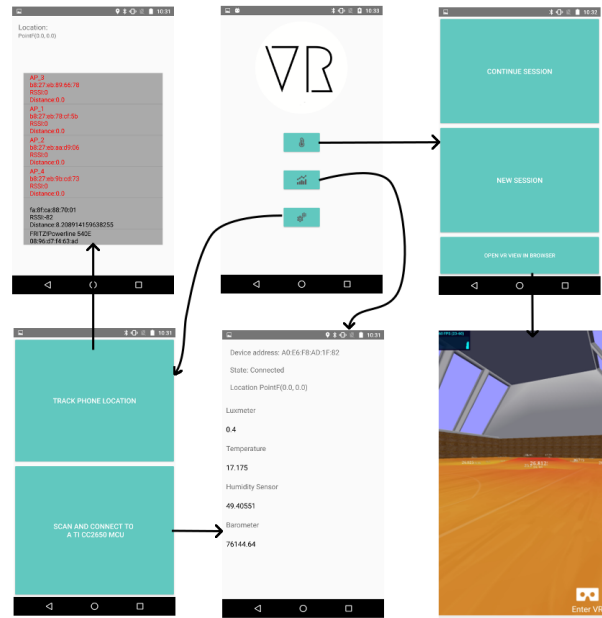 10:31
Location:
PointF(0.0, 0.0)
AP_3
b8:27:eb:89:66:78
RSSI:0
Distance:0.0
AP_1
b8:27:eb:78:cf:5b
RSSI:0
Distance:0.0
AP_2
b8:27:eb:aa:d9:06
RSSI:0
Distance:0.0
AP_4
b8:27:eb:9b:cd:73
RSSI:0
Distance:0.0
fa:8f:ca:88:70:01
RSSI:-82
Distance:8.208914159638255
FRITZ!Powerline 540E
08:96:d7:f4:63:ad
10:33
VR
10:32
CONTINUE SESSION
NEW SESSION
OPEN VR VIEW IN BROWSER
10:31
TRACK PHONE LOCATION
SCAN AND CONNECT TO
A TI CC2650 MCU
10:31
Device address: A0:E6:F8:AD:1F:82
State: Connected
Location PointF(0.0, 0.0)
Luxmeter
0.4
Temperature
17.175
Humidity Sensor
49.40551
Barometer
76144.64
Enter VR